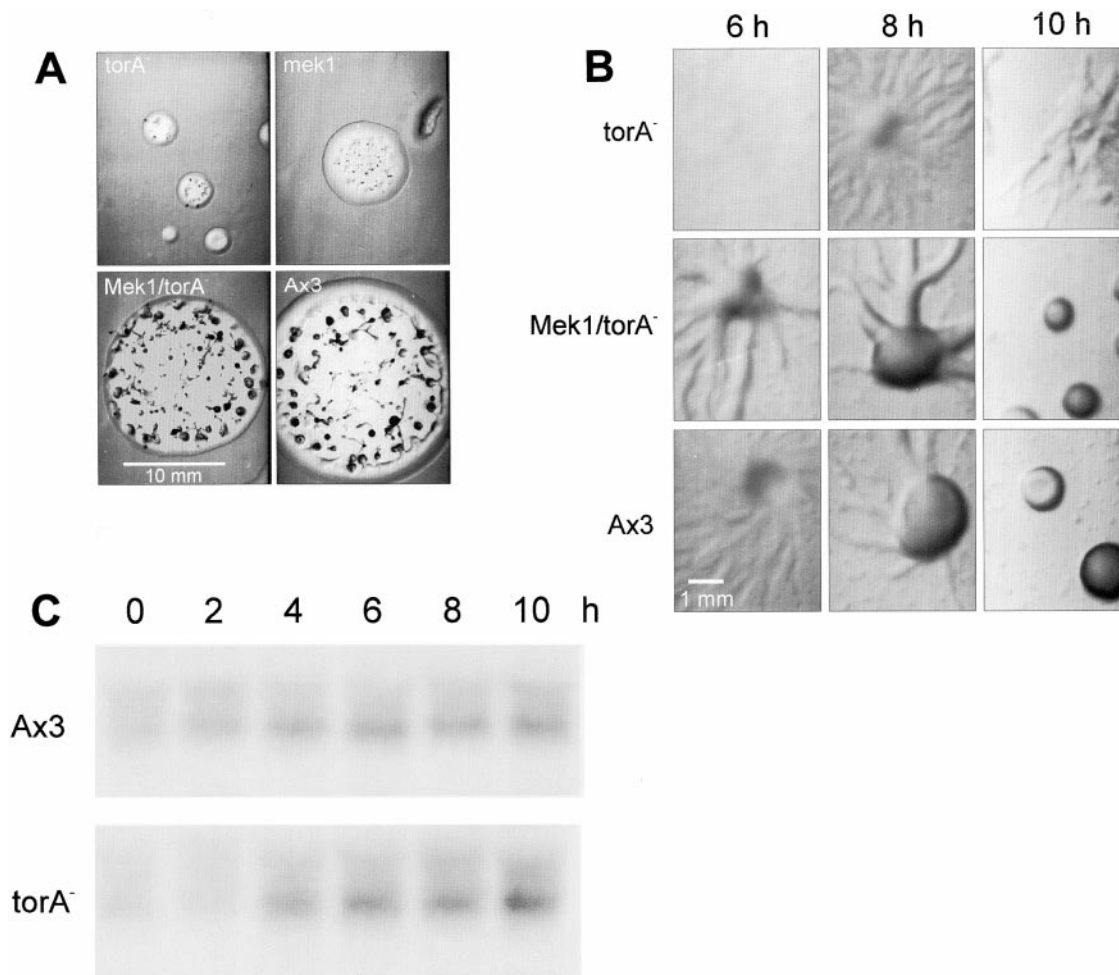 A
torA-
mek1
Mek1/torA-
Ax3
10 mm
B
6 h 8 h 10 h
torA-
Mek1/torA-
Ax3
1 mm
C
0 2 4 6 8 10 h
Ax3
torA-